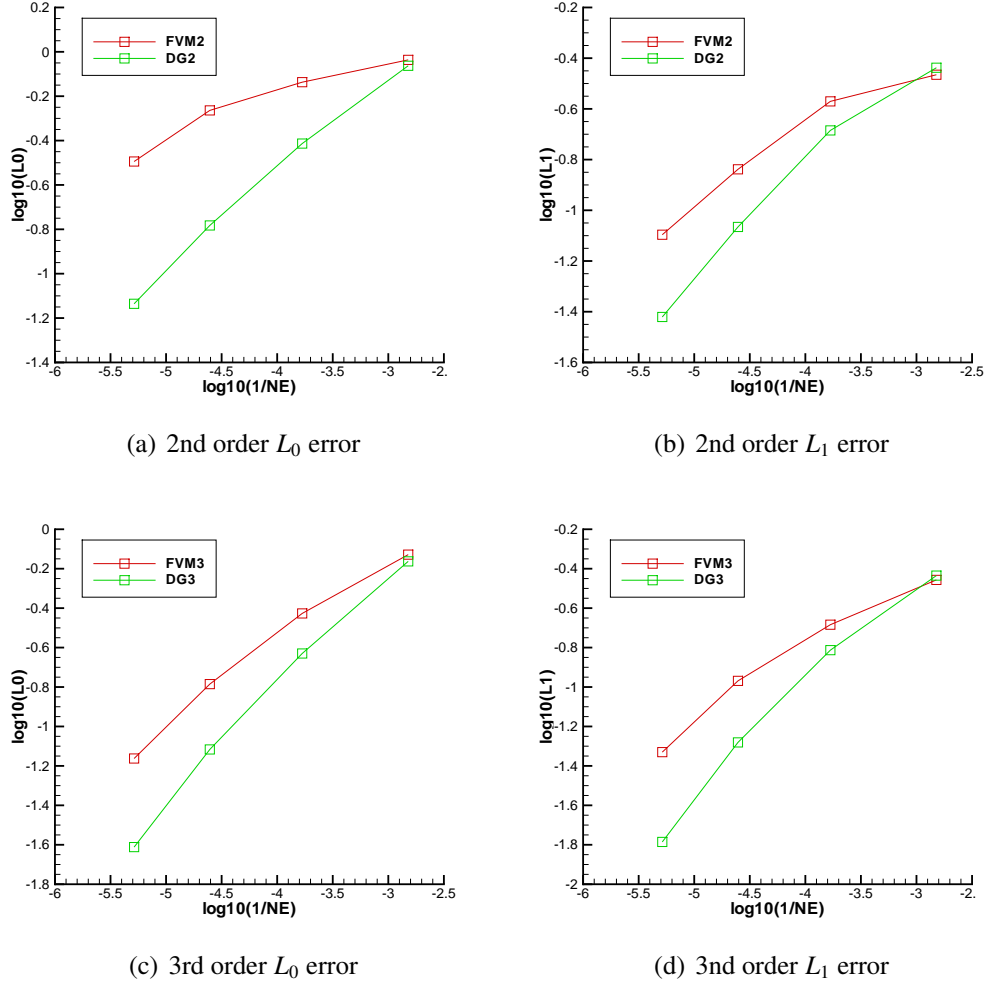 0.2
0
-0.2
-0.4
-0.6
-0.8
-1
-1.2
-1.4
log10(L0)
FVM2
DG2
-6 -5.5 -5 -4.5 -4 -3.5 -3 -2.
log10(1/NE)
(a) 2nd order L0 error
-0.2
-0.4
-0.6
-0.8
-1
-1.2
-1.4
-1.6
log10(L1)
FVM2
DG2
-6 -5.5 -5 -4.5 -4 -3.5 -3 -2.5
log10(1/NE)
(b) 2nd order L1 error
0
-0.2
-0.4
-0.6
-0.8
-1
-1.2
-1.4
-1.6
-1.8
log10(L0)
FVM3
DG3
-6 -5.5 -5 -4.5 -4 -3.5 -3 -2.5
log10(1/NE)
(c) 3rd order L0 error
-0.2
-0.4
-0.6
-0.8
-1
-1.2
-1.4
-1.6
-1.8
-2
log10(L1)
FVM3
DG3
-6 -5.5 -5 -4.5 -4 -3.5 -3 -2.
log10(1/NE)
(d) 3nd order L1 error